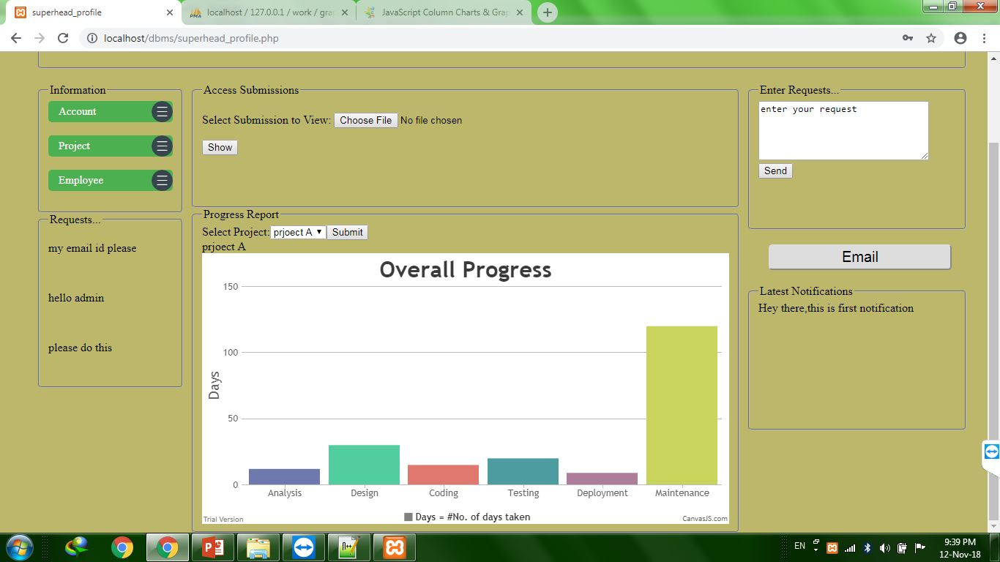 superhead_profile
localhost / 127.0.0.1 / work / grap
JavaScript Column Charts & Grap
localhost/dbms/superhead_profile.php
Information
Account
Project
Employee
Requests...
my email id please
hello admin
please do this
Access Submissions
Select Submission to View: Choose File No file chosen
Show
Progress Report
Select Project: prjoect A Submit
prjoect A
Overall Progress
150
100
50
0
Days
Analysis Design Coding Testing Deployment Maintenance
Days = #No. of days taken
Trial Version
CanvasJS.com
Enter Requests...
enter your request
Send
Email
Latest Notifications
Hey there,this is first notification
EN
9:39 PM
12-Nov-18